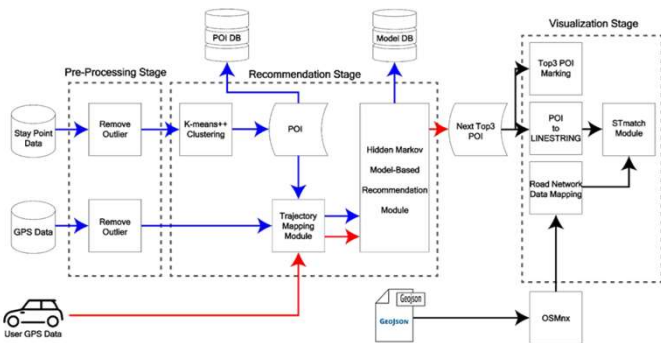 Visualization Stage
POI DB
Model DB
Top3 POI
Marking
Pre-Processing Stage
Recommendation Stage
Stay Point
Data
Remove
Outlier
K-means++
Clustering
POI
Hidden Markov
Model-Based
Recommendation
Module
Next Top3
POI
POI
to
LINESTRING
STmatch
Module
Road Network
Data Mapping
GPS Data
Remove
Outlier
Trajectory
Mapping
Module
User GPS Data
Geojson
GEOJSON
OSMnx